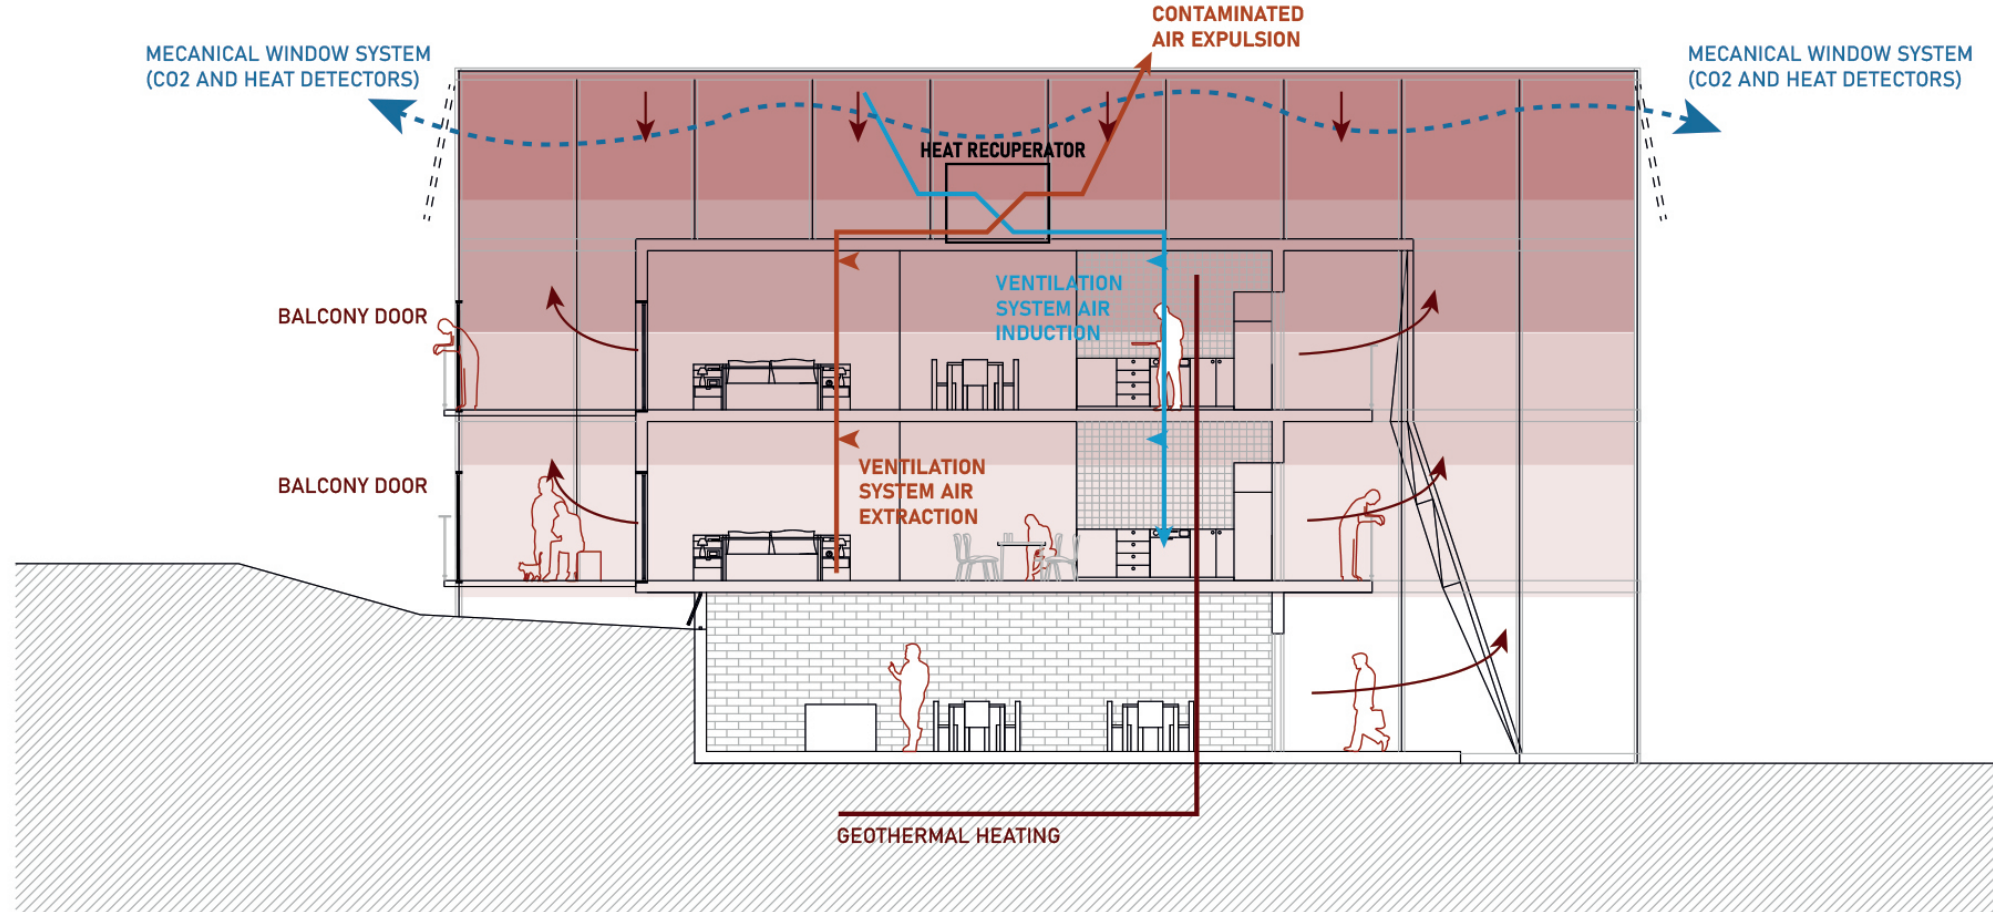 CONTAMINATED
AIR EXPULSION
MECANICAL WINDOW SYSTEM
(CO2 AND HEAT DETECTORS)
MECANICAL WINDOW SYSTEM
(CO2 AND HEAT DETECTORS)
HEAT RECUPERATOR
VENTILATION
SYSTEM AIR
INDUCTION
BALCONY DOOR
VENTILATION
SYSTEM AIR
EXTRACTION
BALCONY DOOR
GEOTHERMAL HEATING